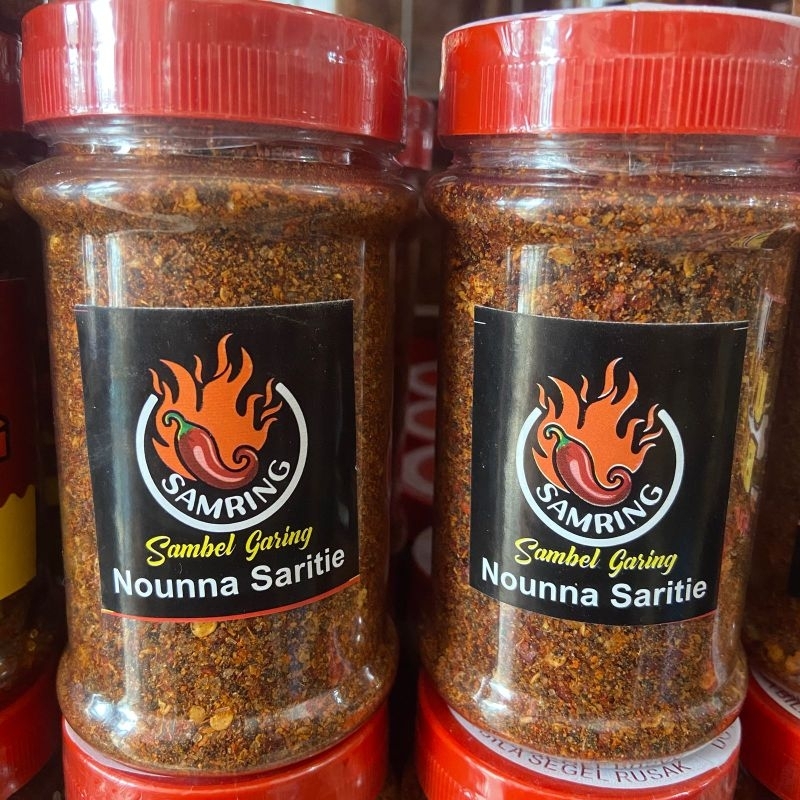 SAMRING
Sambel Garing
Nounna Saritie
SAMRING
Sambel Garing
Nounna Saritie
SEGEL RUSAK